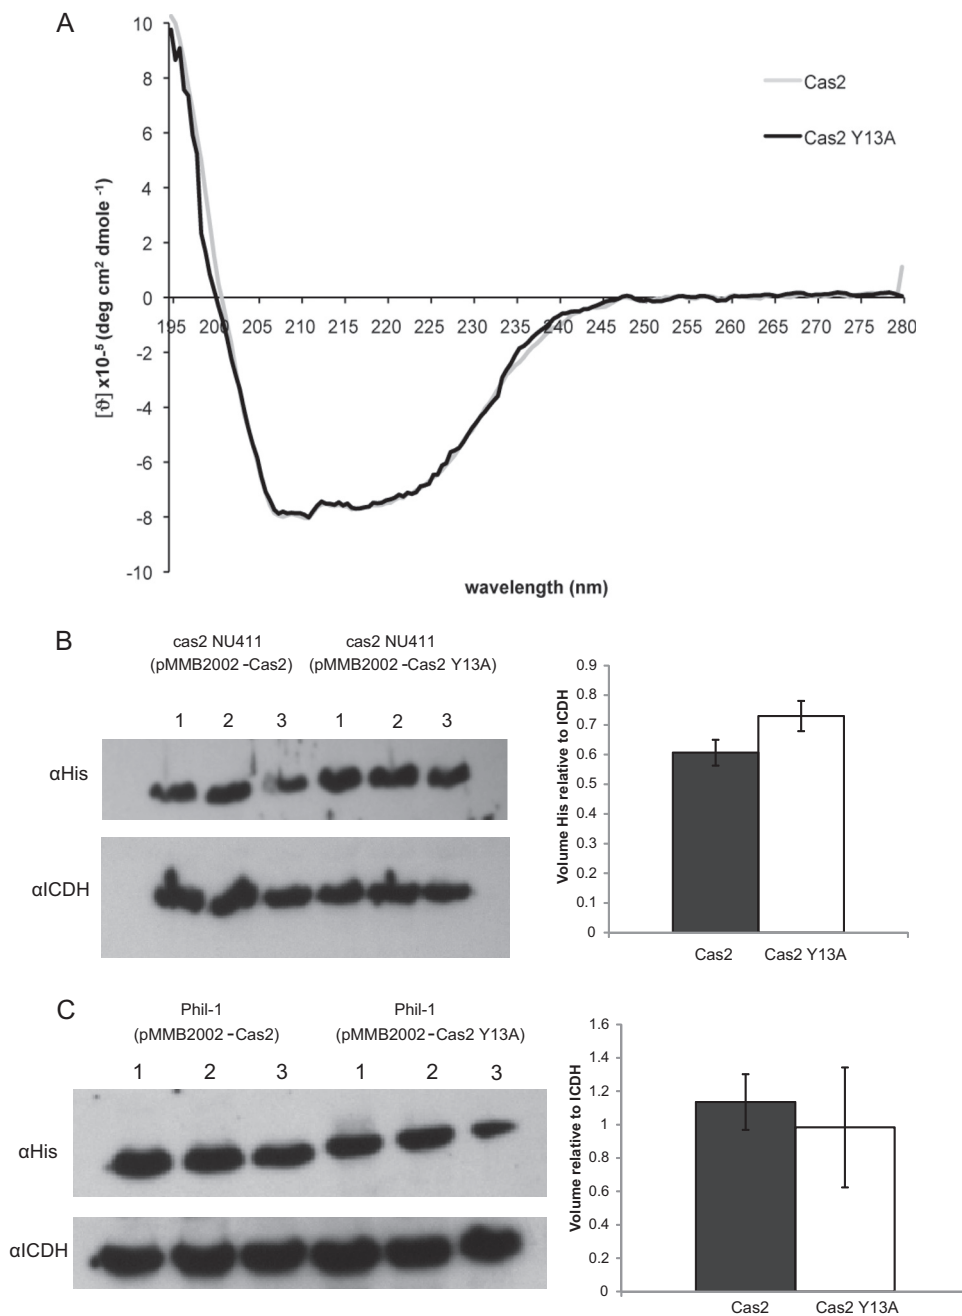 A
10
8
6
4
2
0
-2
-4
-6
-8
-10
[ϑ] x10-⁵ (deg cm² dmole ⁻¹)
195 200 205 210 215 220 225 230 235 240 245 250 255 260 265 270 275 280
wavelength (nm)
Cas2
Cas2 Y13A
B
cas2 NU411
(pMMB2002-Cas2)
cas2 NU411
(pMMB2002-Cas2 Y13A)
1 2 3 1 2 3
αHis
αICDH
0.9
0.8
0.7
0.6
0.5
0.4
0.3
0.2
0.1
0
Volume His relative to ICDH
Cas2 Cas2 Y13A
C
Phil-1
(pMMB2002-Cas2)
Phil-1
(pMMB2002-Cas2 Y13A)
1 2 3 1 2 3
αHis
αICDH
1.6
1.4
1.2
1
0.8
0.6
0.4
0.2
0
Volume relative to ICDH
Cas2 Cas2 Y13A